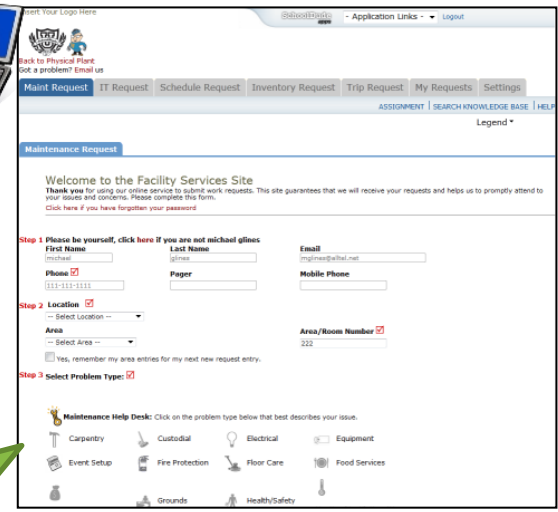 nsert Your Logo Here
SchoolDude - Application Links - Logout
Back to Physical Plant
Got a problem? Email us
Maint Request IT Request Schedule Request Inventory Request Trip Request My Requests Settings
ASSIGNMENT | SEARCH KNOWLEDGE BASE | HELP
Legend
Maintenance Request
Welcome to the Facility Services Site
Thank you for using our online service to submit work requests. This site guarantees that we will receive your requests and helps us to promptly attend to
your issues and concerns. Please complete this form.
Click here if you have forgotten your password
Step 1 Please be yourself, click here if you are not michael glines
First Name Last Name Email
michael glines mglines@alltel.net
Phone Pager Mobile Phone
111-111-1111
Step 2 Location
-- Select Location --
Area Area/Room Number
-- Select Area -- 222
Yes, remember my area entries for my next new request entry.
Step 3 Select Problem Type:
Maintenance Help Desk: Click on the problem type below that best describes your issue.
Carpentry Custodial Electrical Equipment
Event Setup Fire Protection Floor Care Food Services
Grounds Health/Safety